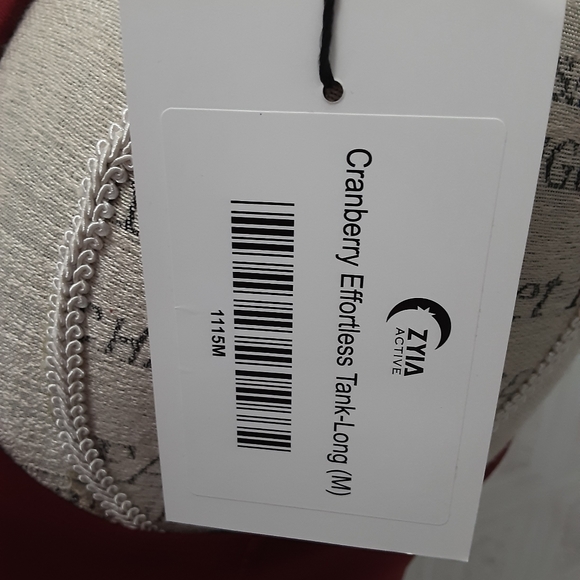 ZYIA
ACTIVE
Cranberry Effortless Tank-Long (M)
1115M